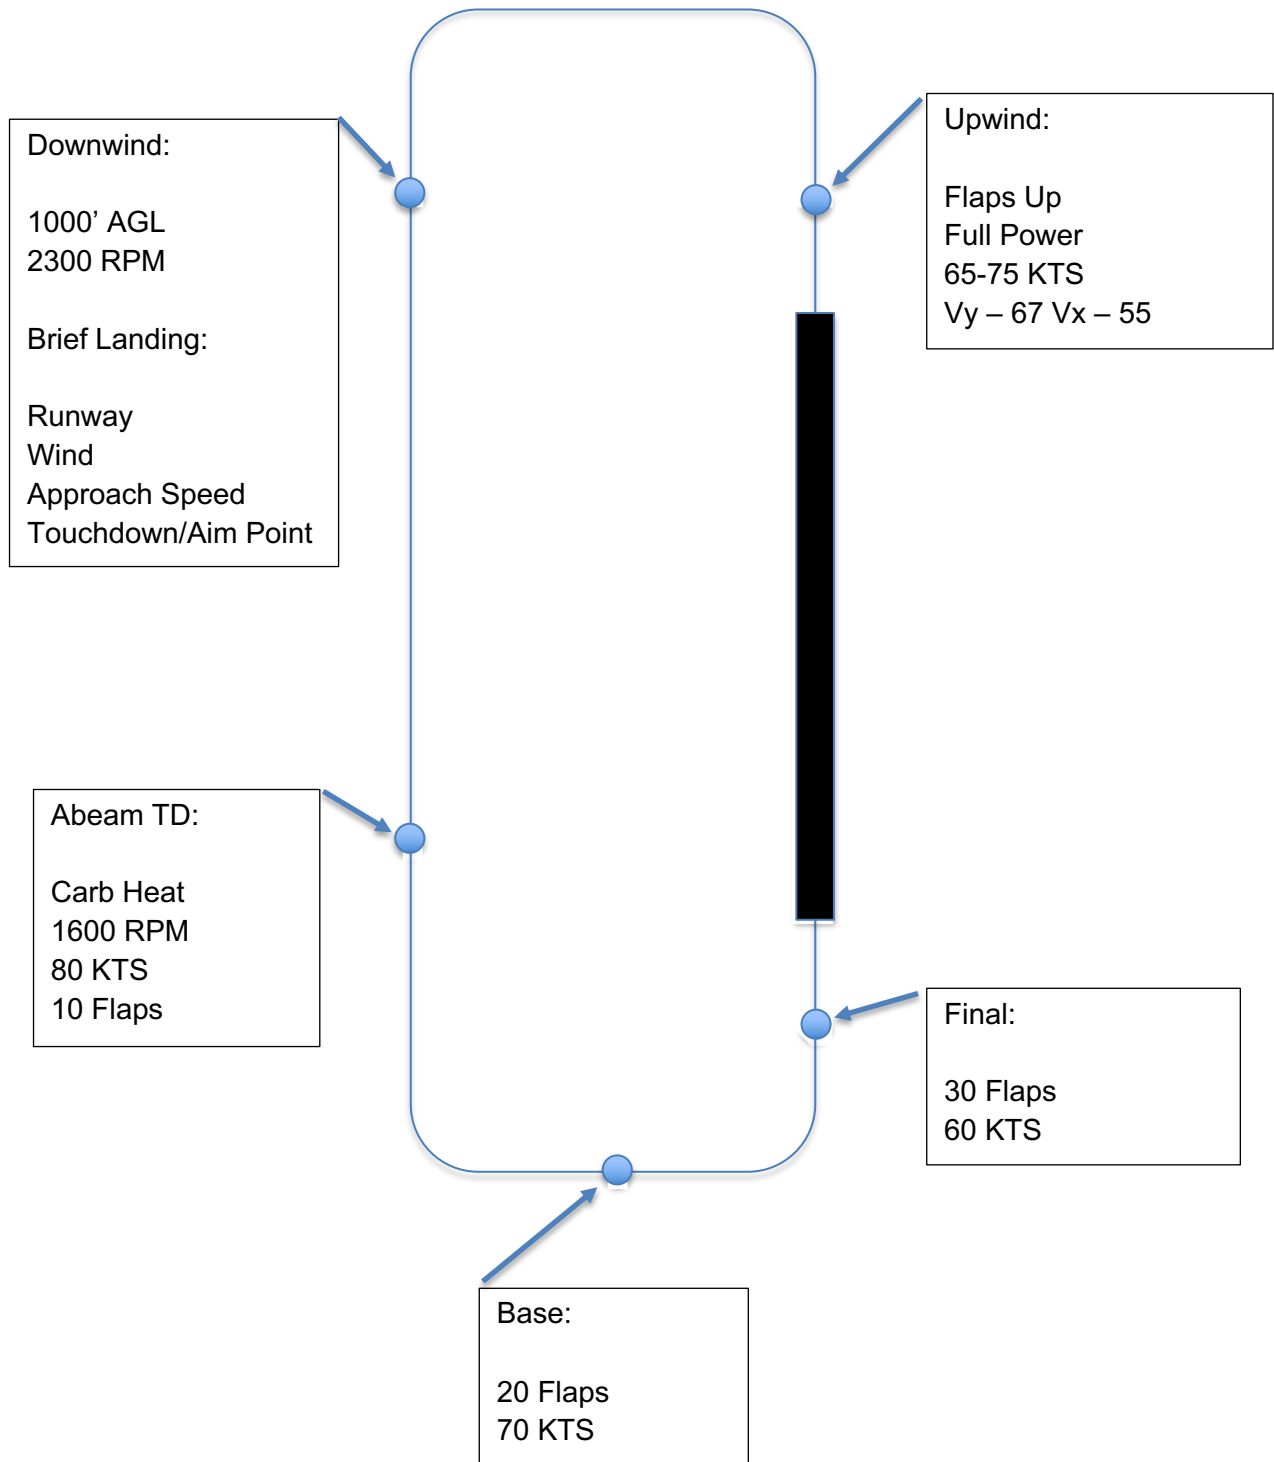 Downwind:
1000’ AGL
2300 RPM
Brief Landing:
Runway
Wind
Approach Speed
Touchdown/Aim Point
Upwind:
Flaps Up
Full Power
65-75 KTS
Vy – 67 Vx – 55
Abeam TD:
Carb Heat
1600 RPM
80 KTS
10 Flaps
Final:
30 Flaps
60 KTS
Base:
20 Flaps
70 KTS